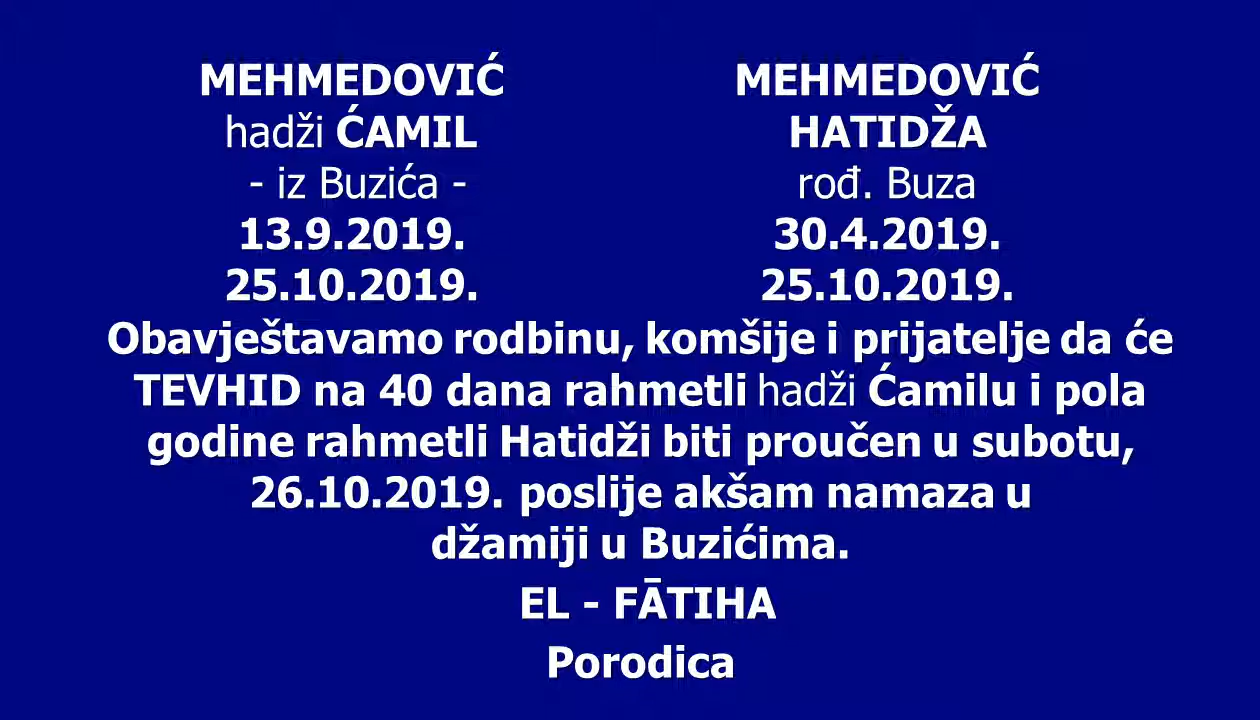 MEHMEDOVIĆ
hadži ĆAMIL
- iz Buzića -
13.9.2019.
25.10.2019.
MEHMEDOVIĆ
HATIDŽA
rođ. Buza
30.4.2019.
25.10.2019.
Obavještavamo rodbinu, komšije i prijatelje da će
TEVHID na 40 dana rahmetli hadži Ćamilu i pola
godine rahmetli Hatidži biti proučen u subotu,
26.10.2019. poslije akšam namaza u
džamiji u Buzićima.
EL - FĀTIHA
Porodica